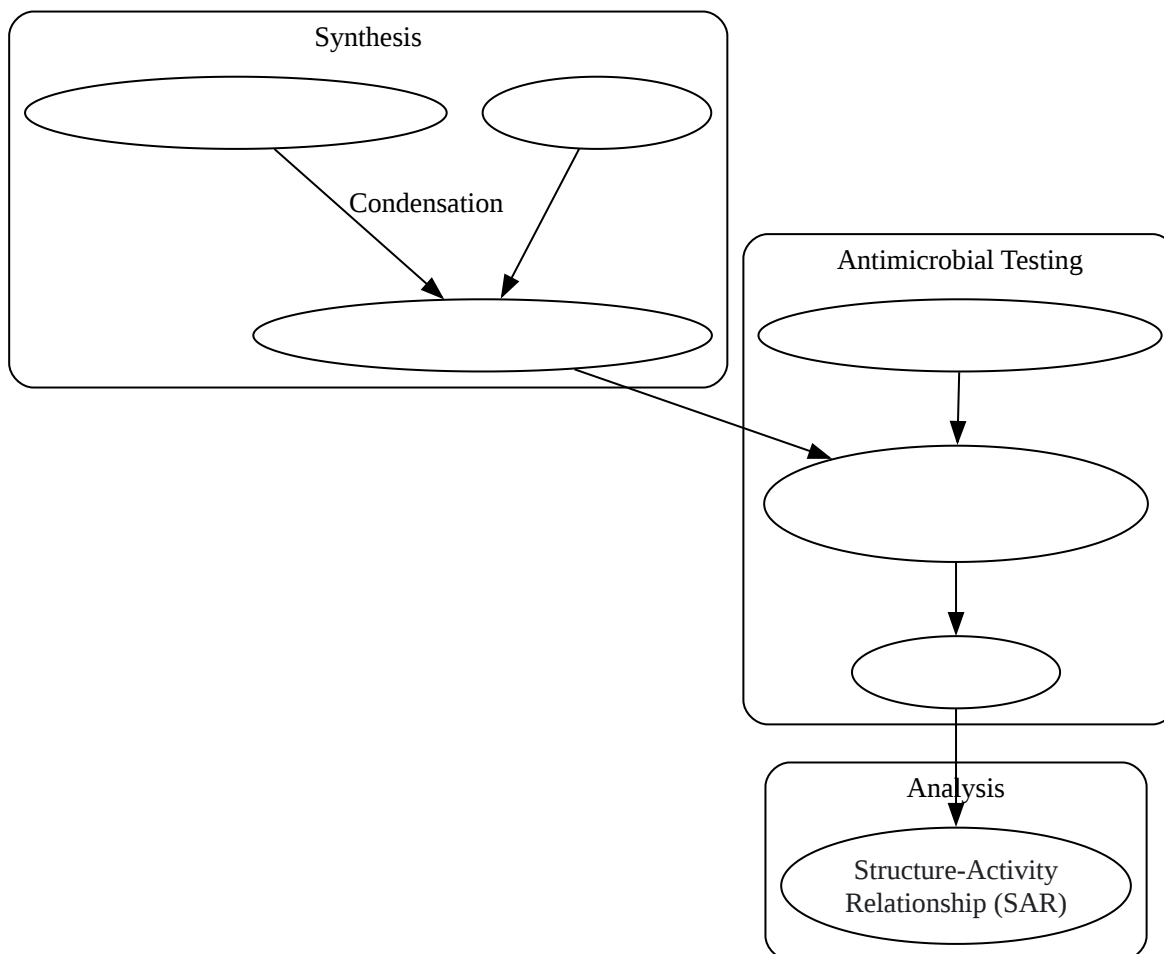 Synthesis
Condensation
Antimicrobial Testing
Analysis
Structure-Activity
Relationship (SAR)